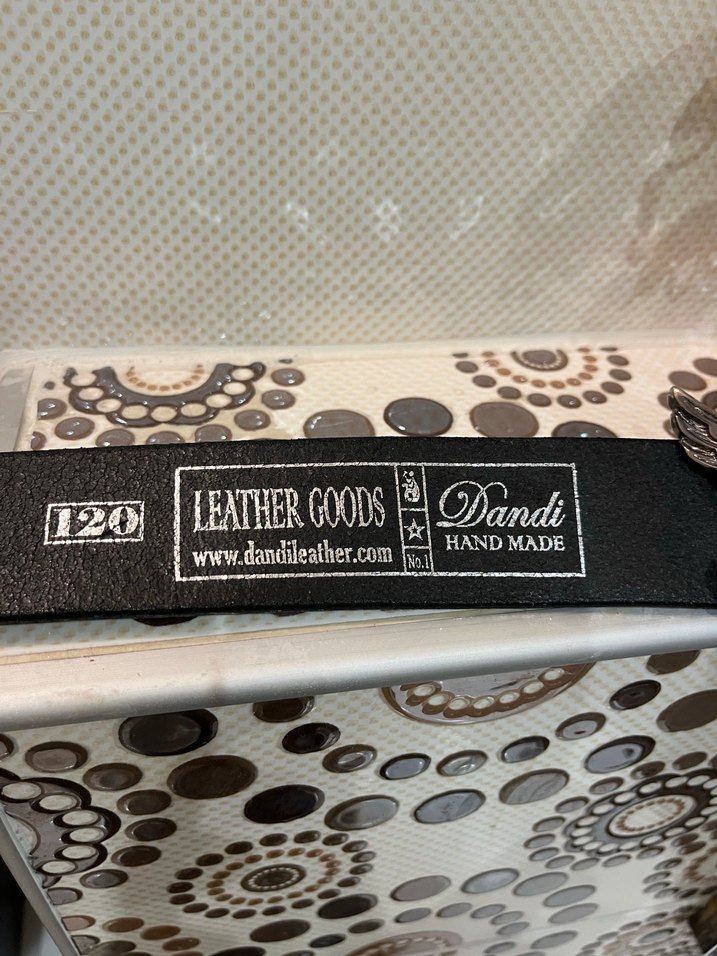 120
LEATHER GOODS
www.dandileather.com
No.1
Dandi
HAND MADE